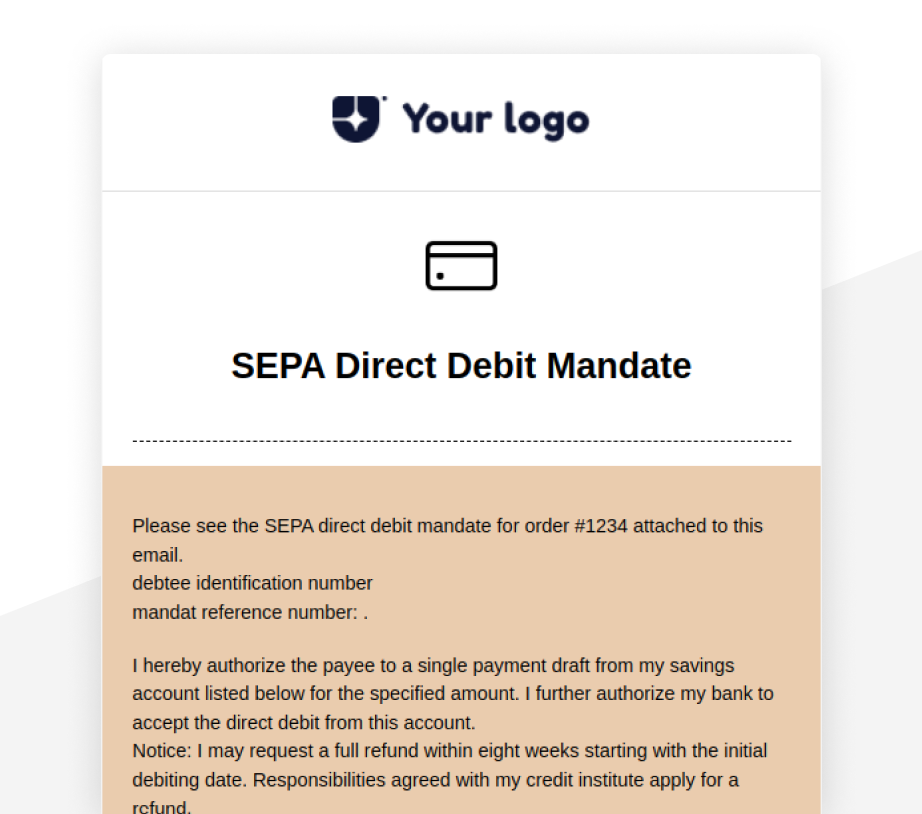 Your logo
SEPA Direct Debit Mandate
Please see the SEPA direct debit mandate for order #1234 attached to this
email.
debtee identification number
mandat reference number: .
I hereby authorize the payee to a single payment draft from my savings
account listed below for the specified amount. I further authorize my bank to
accept the direct debit from this account.
Notice: I may request a full refund within eight weeks starting with the initial
debiting date. Responsibilities agreed with my credit institute apply for a
refund.